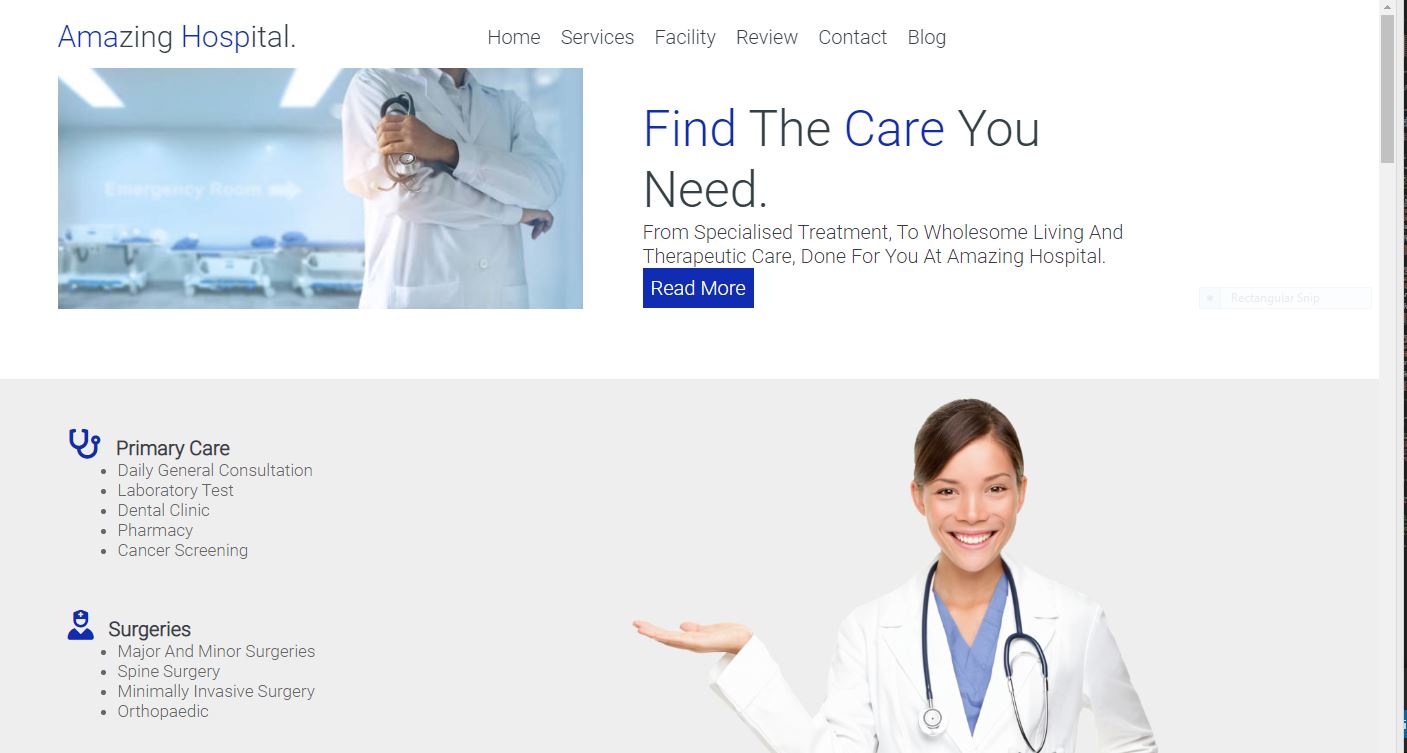 Amazing Hospital.
Home Services Facility Review Contact Blog
Emergency Room
Find The Care You
Need.
From Specialised Treatment, To Wholesome Living And
Therapeutic Care, Done For You At Amazing Hospital.
Read More
Rectangular Snip
Primary Care
Daily General Consultation
Laboratory Test
Dental Clinic
Pharmacy
Cancer Screening
Surgeries
Major And Minor Surgeries
Spine Surgery
Minimally Invasive Surgery
Orthopaedic